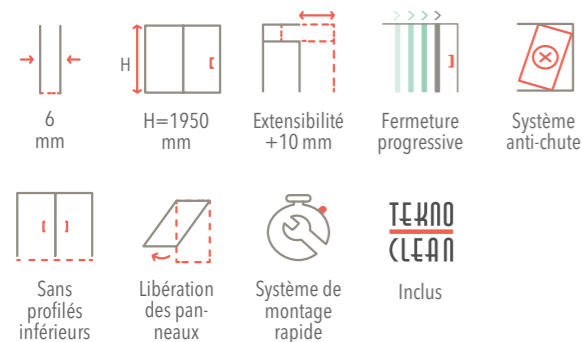 H
6
mm
H=1950
mm
Extensibilité
+10 mm
Fermeture
progressive
Système
anti-chute
Sans
profilés
inférieurs
Libération
des pan-
neaux
Système de
montage
rapide
TEKNO
CLEAN
Inclus